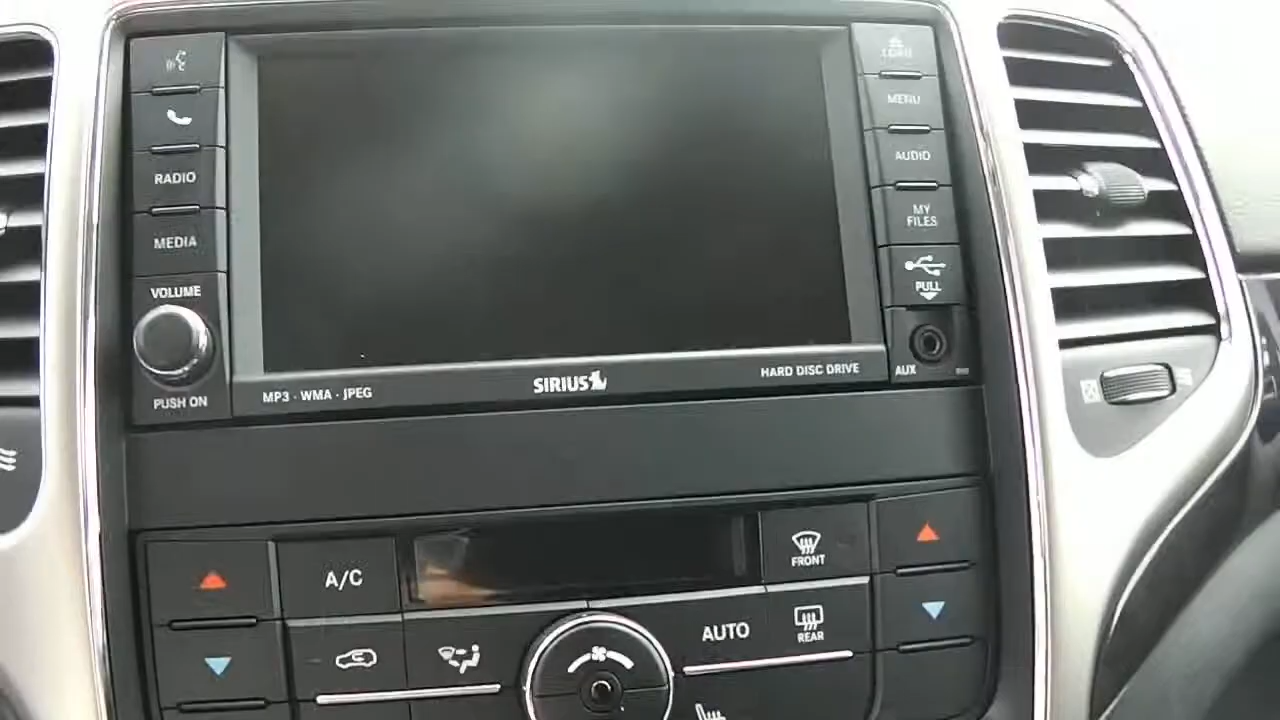 LOAD
MENU
RADIO
AUDIO
MEDIA
MY
FILES
VOLUME
PULL
PUSH ON
MP3 · WMA · JPEG
SIRIUS
HARD DISC DRIVE
AUX
A/C
FRONT
AUTO
REAR